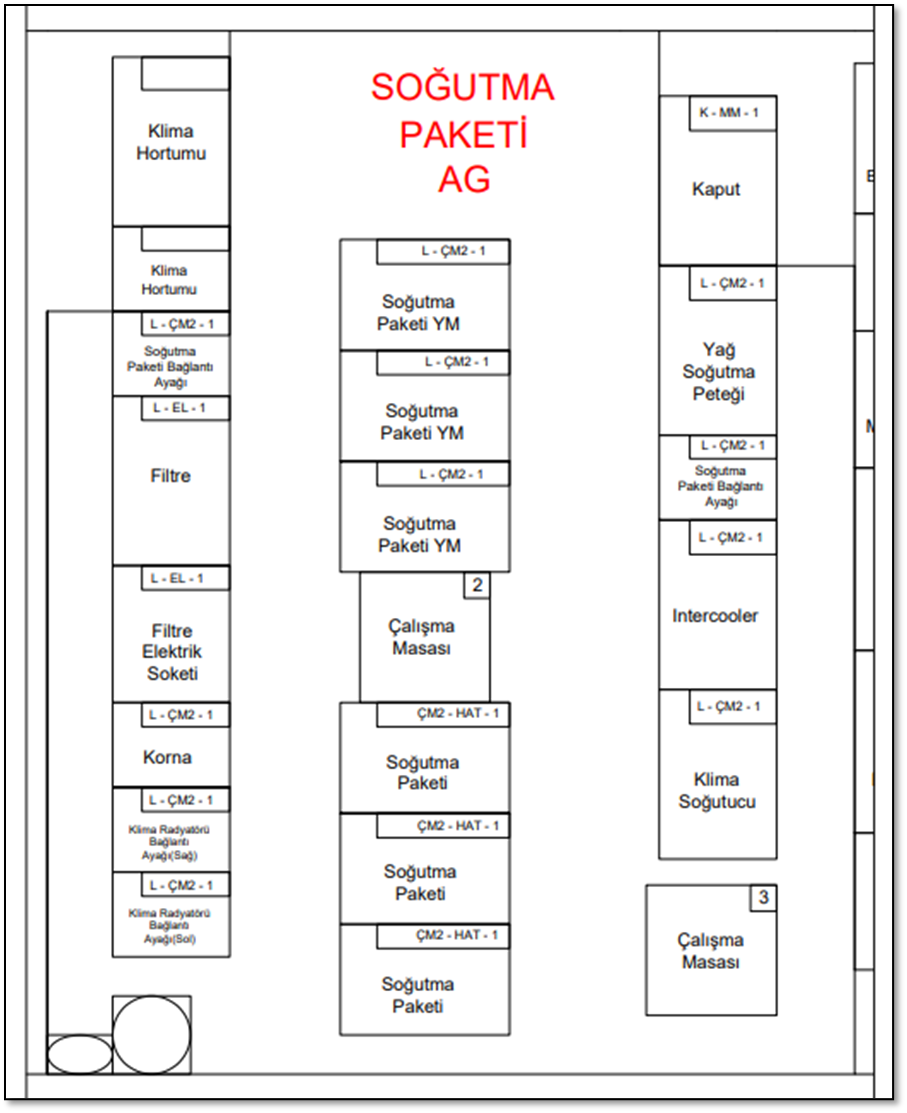 SOĞUTMA
PAKETİ
AG
Klima
Hortumu
Klima
Hortumu
L - ÇM2 - 1
Soğutma
Paketi Bağlantı
Ayağı
L - EL - 1
Filtre
L - EL - 1
Filtre
Elektrik
Soketi
L - ÇM2 - 1
Korna
L - ÇM2 - 1
Klima Radyatörü
Bağlantı
Ayağı(Sağ)
L - ÇM2 - 1
Klima Radyatörü
Bağlantı
Ayağı(Sol)
L - ÇM2 - 1
Soğutma
Paketi YM
L - ÇM2 - 1
Soğutma
Paketi YM
L - ÇM2 - 1
Soğutma
Paketi YM
2
Çalışma
Masası
ÇM2 - HAT - 1
Soğutma
Paketi
ÇM2 - HAT - 1
Soğutma
Paketi
ÇM2 - HAT - 1
Soğutma
Paketi
K - MM - 1
Kaput
L - ÇM2 - 1
Yağ
Soğutma
Peteği
L - ÇM2 - 1
Soğutma
Paketi Bağlantı
Ayağı
L - ÇM2 - 1
Intercooler
L - ÇM2 - 1
Klima
Soğutucu
3
Çalışma
Masası